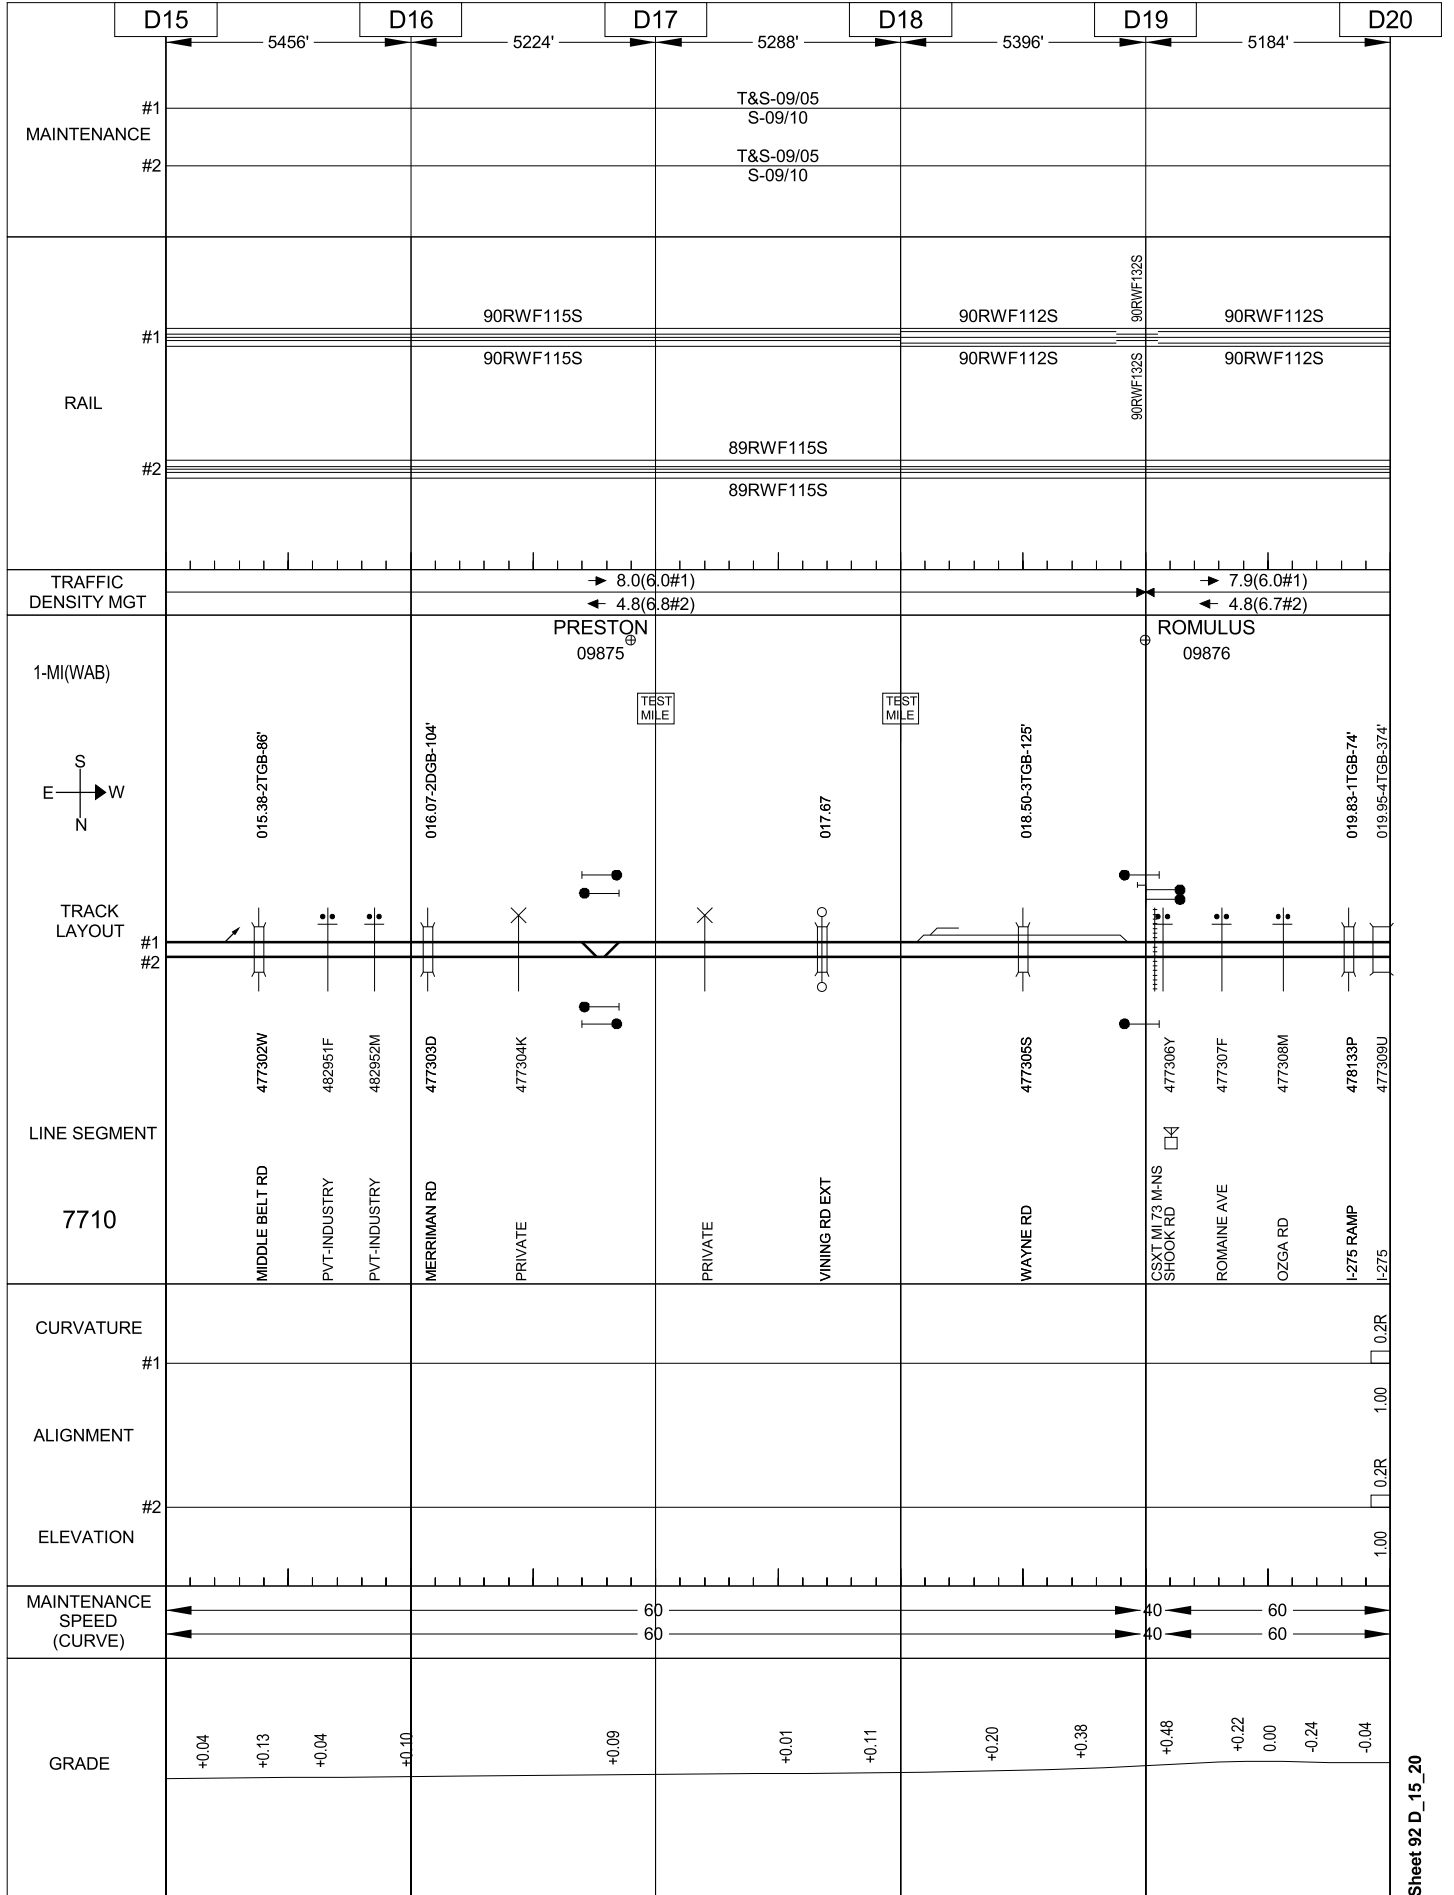 D15 D16 D17 D18 D19 D20
5456' 5224' 5288' 5396' 5184'
MAINTENANCE
#1
T&S-09/05
S-09/10
#2
T&S-09/05
S-09/10
RAIL
#1
90RWF115S 90RWF112S 90RWF132S 90RWF112S
90RWF115S 90RWF112S 90RWF132S 90RWF112S
#2
89RWF115S
89RWF115S
TRAFFIC
DENSITY MGT
8.0(6.0#1) 7.9(6.0#1)
4.8(6.8#2) 4.8(6.7#2)
PRESTON ROMULUS
09875 09876
1-MI(WAB)
TEST
MILE
TEST
MILE
S
E W
N
015.38-2TGB-86'
016.07-2DGB-104'
017.67
018.50-3TGB-125'
019.83-1TGB-74'
019.95-4TGB-374'
TRACK
LAYOUT
#1
#2
477302W
482951F
482952M
477303D
477304K
477305S
477306Y
477307F
477308M
478133P
477309U
LINE SEGMENT
7710
MIDDLE BELT RD
PVT-INDUSTRY
PVT-INDUSTRY
MERRIMAN RD
PRIVATE
PRIVATE
VINING RD EXT
WAYNE RD
CSXT MI 73 M-NS
SHOOK RD
ROMAINE AVE
OZGA RD
I-275 RAMP
I-275
CURVATURE
#1
0.2R
1.00
ALIGNMENT
#2
0.2R
1.00
ELEVATION
MAINTENANCE
SPEED
(CURVE)
60 40 60
60 40 60
GRADE
+0.04 +0.13 +0.04 +0.10 +0.09 +0.01 +0.11 +0.20 +0.38 +0.48 +0.22 0.00 -0.24 -0.04
Sheet 92 D_15_20